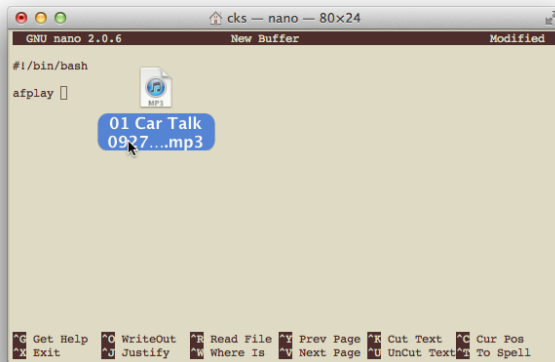 cks — nano — 80×24
GNU nano 2.0.6 New Buffer Modified
#!/bin/bash
afplay
MP3
01 Car Talk
0927....mp3
^G Get Help ^O WriteOut ^R Read File ^Y Prev Page ^K Cut Text ^C Cur Pos
^X Exit ^J Justify ^W Where Is ^V Next Page ^U UnCut Text ^T To Spell